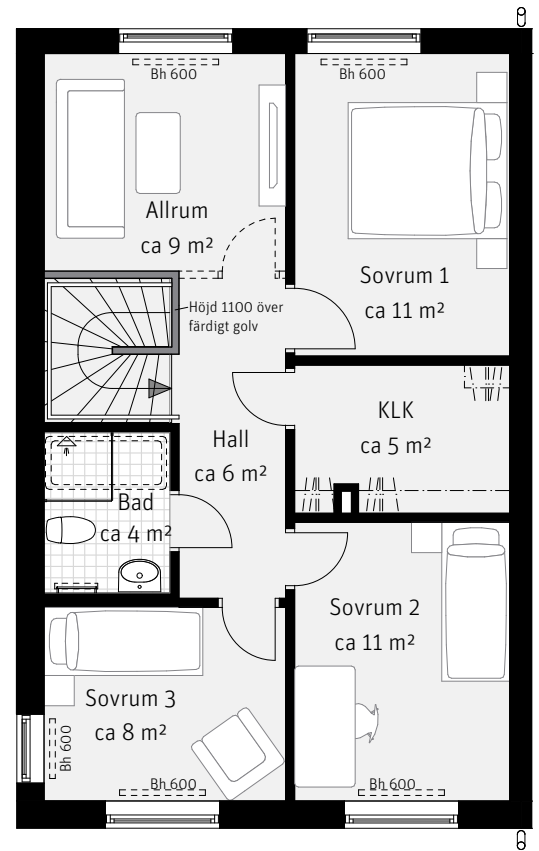 Bh 600
Bh 600
Allrum
ca 9 m²
Sovrum 1
ca 11 m²
Höjd 1100 över
färdigt golv
KLK
ca 5 m²
Hall
ca 6 m²
Bad
ca 4 m²
Sovrum 2
ca 11 m²
Sovrum 3
ca 8 m²
Bh 600
Bh 600
Bh 600